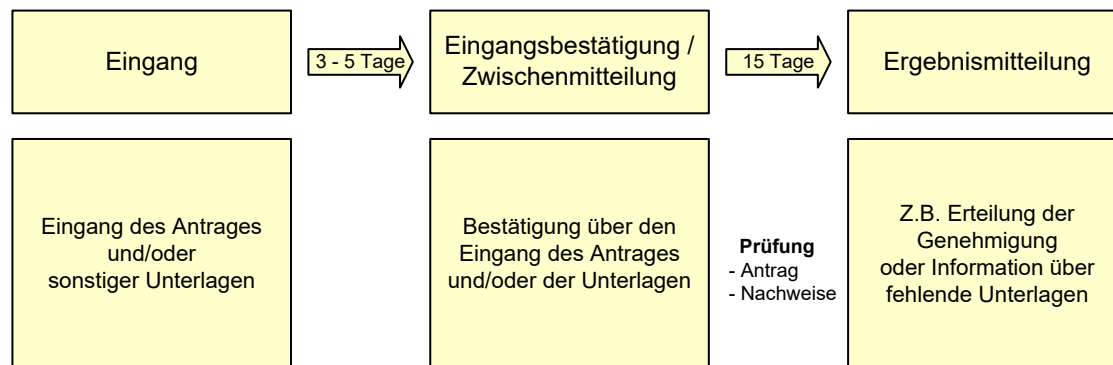 Eingang
3 - 5 Tage
Eingangsbestätigung /
Zwischenmitteilung
15 Tage
Ergebnismitteilung
Eingang des Antrages
und/oder
sonstiger Unterlagen
Bestätigung über den
Eingang des Antrages
und/oder der Unterlagen
Prüfung
- Antrag
- Nachweise
Z.B. Erteilung der
Genehmigung
oder Information über
fehlende Unterlagen